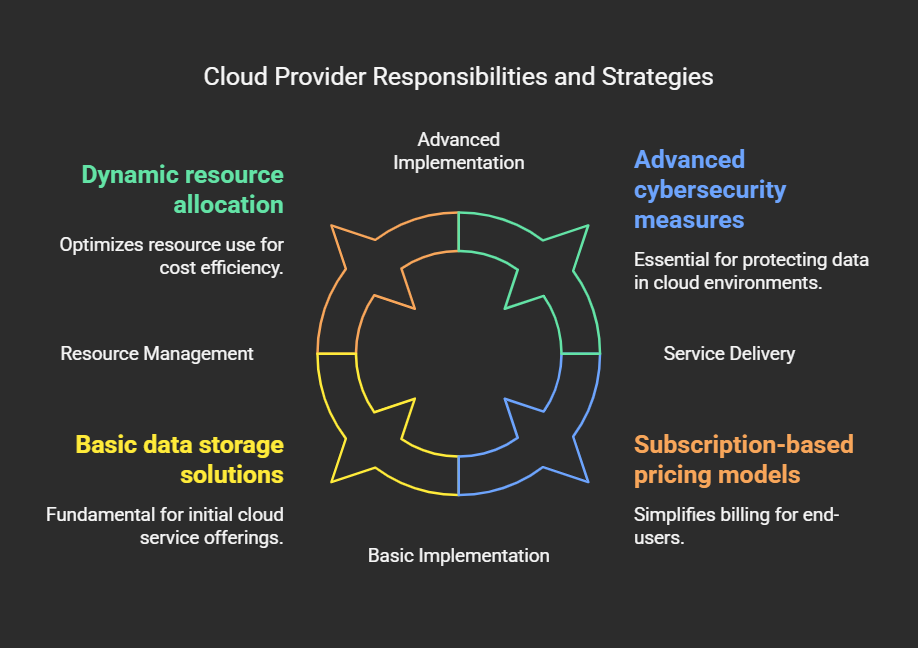 Cloud Provider Responsibilities and Strategies
Advanced
Implementation
Dynamic resource
allocation
Optimizes resource use for
cost efficiency.
Advanced
cybersecurity
measures
Essential for protecting data
in cloud environments.
Resource Management
Service Delivery
Basic data storage
solutions
Fundamental for initial cloud
service offerings.
Subscription-based
pricing models
Simplifies billing for end-
users.
Basic Implementation